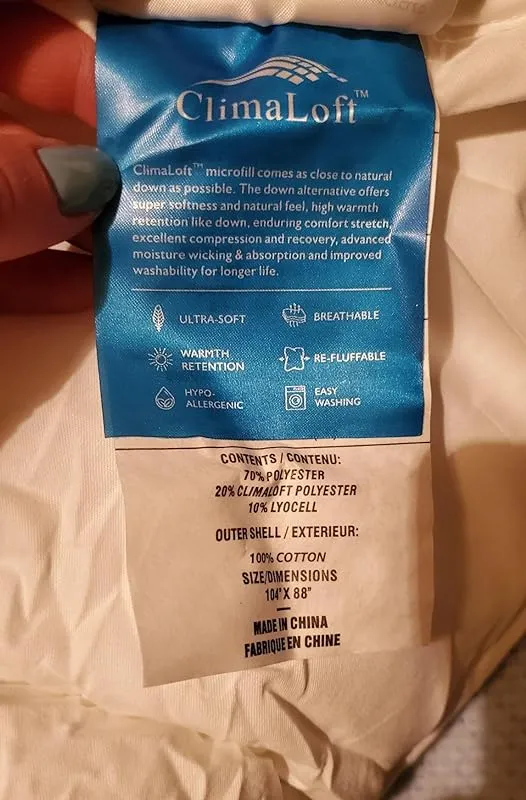 ClimaLoft™
ClimaLoft™ microfill comes as close to natural
down as possible. The down alternative offers
super softness and natural feel, high warmth
retention like down, enduring comfort stretch,
excellent compression and recovery, advanced
moisture wicking & absorption and improved
washability for longer life.
ULTRA-SOFT
BREATHABLE
WARMTH
RETENTION
RE-FLUFFABLE
HYPO-
ALLERGENIC
EASY
WASHING
CONTENTS / CONTENU:
70% POLYESTER
20% CLIMALOFT POLYESTER
10% LYOCELL
OUTER SHELL / EXTERIEUR:
100% COTTON
SIZE/DIMENSIONS
104" X 88"
MADE IN CHINA
FABRIQUE EN CHINE